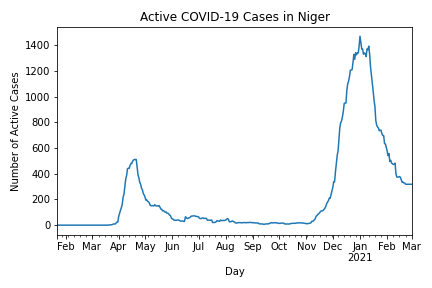 Active COVID-19 Cases in Niger
1400
1200
1000
800
600
400
200
0
Number of Active Cases
Feb Mar Apr May Jun Jul Aug Sep Oct Nov Dec Jan Feb Mar
2021
Day